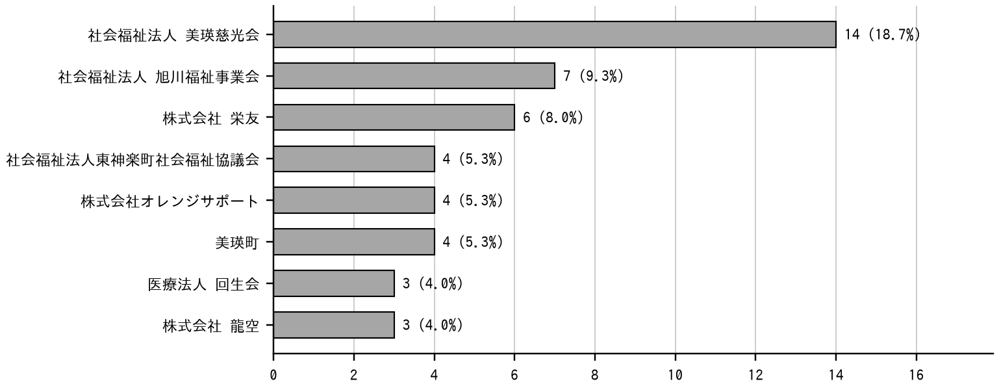 社会福祉法人 美瑛慈光会 14 (18.7%)
社会福祉法人 旭川福祉事業会 7 (9.3%)
株式会社 栄友 6 (8.0%)
社会福祉法人東神楽町社会福祉協議会 4 (5.3%)
株式会社オレンジサポート 4 (5.3%)
美瑛町 4 (5.3%)
医療法人 回生会 3 (4.0%)
株式会社 龍空 3 (4.0%)
0 2 4 6 8 10 12 14 16